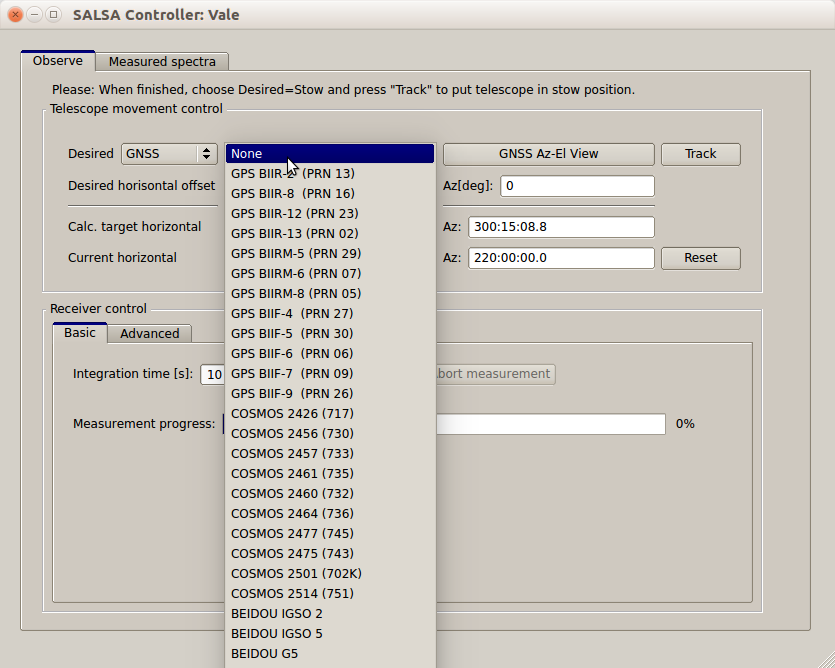 SALSA Controller: Vale
Observe Measured spectra
Please: When finished, choose Desired=Stow and press "Track" to put telescope in stow position.
Telescope movement control
Desired GNSS None GNSS Az-El View Track
GPS BIIR-2 (PRN 13)
Desired horisontal offset GPS BIIR-8 (PRN 16) Az[deg]: 0
GPS BIIR-12 (PRN 23)
Calc. target horizontal GPS BIIR-13 (PRN 02) Az: 300:15:08.8
GPS BIIRM-5 (PRN 29)
Current horizontal GPS BIIRM-6 (PRN 07) Az: 220:00:00.0 Reset
GPS BIIRM-8 (PRN 05)
Receiver control GPS BIIF-4 (PRN 27)
Basic Advanced GPS BIIF-5 (PRN 30)
GPS BIIF-6 (PRN 06)
Integration time [s]: 10 GPS BIIF-7 (PRN 09) bort measurement
GPS BIIF-9 (PRN 26)
COSMOS 2426 (717)
Measurement progress: COSMOS 2456 (730) 0%
COSMOS 2457 (733)
COSMOS 2461 (735)
COSMOS 2460 (732)
COSMOS 2464 (736)
COSMOS 2477 (745)
COSMOS 2475 (743)
COSMOS 2501 (702K)
COSMOS 2514 (751)
BEIDOU IGSO 2
BEIDOU IGSO 5
BEIDOU G5